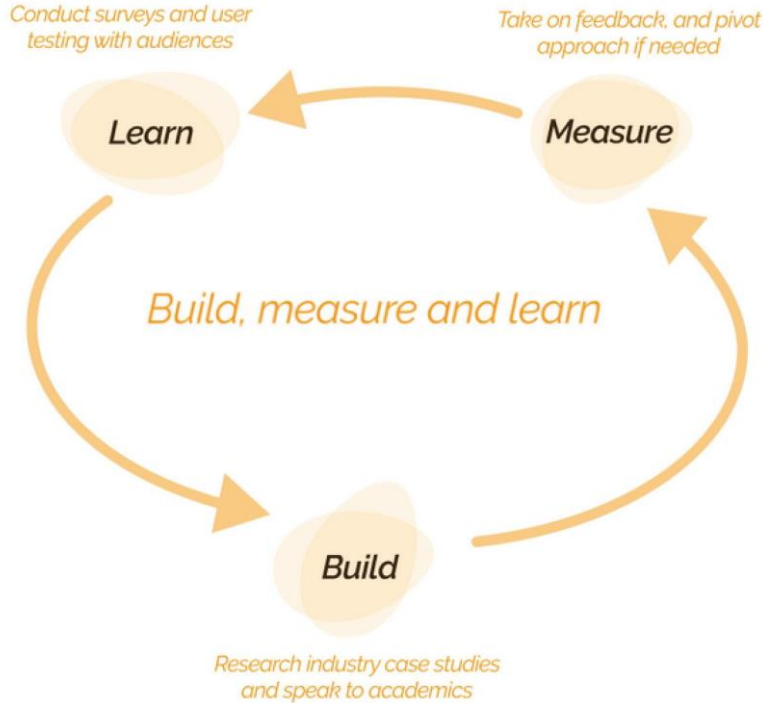 Conduct surveys and user
testing with audiences
Take on feedback, and pivot
approach if needed
Learn
Measure
Build, measure and learn
Build
Research industry case studies
and speak to academics